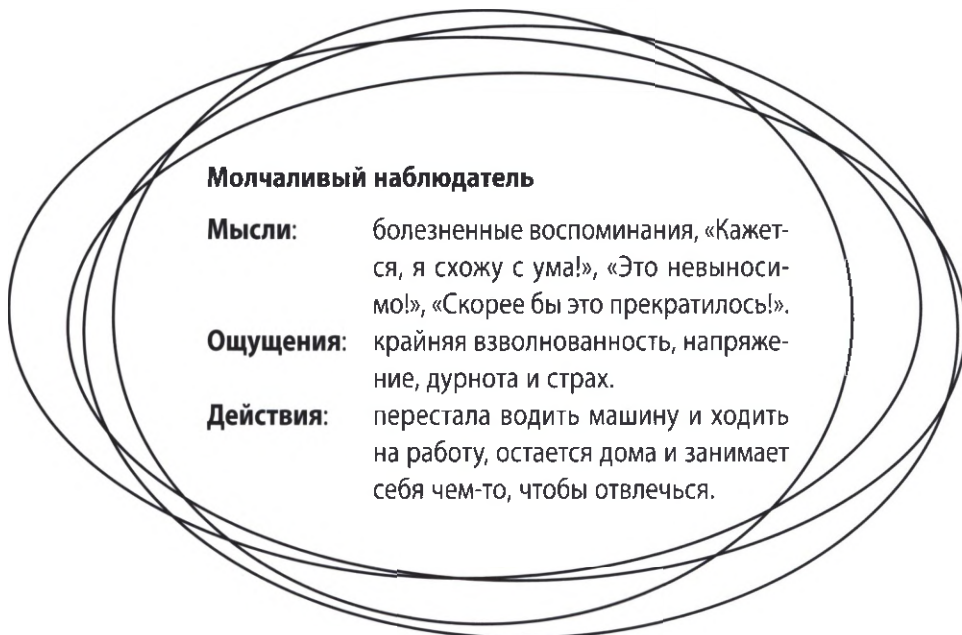 Молчаливый наблюдатель
Мысли: болезненные воспоминания, «Кажет-
ся, я схожу с ума!», «Это невыноси-
мо!», «Скорее бы это прекратилось!».
Ощущения: крайняя взволнованность, напряже-
ние, дурнота и страх.
Действия: перестала водить машину и ходить
на работу, остается дома и занимает
себя чем-то, чтобы отвлечься.